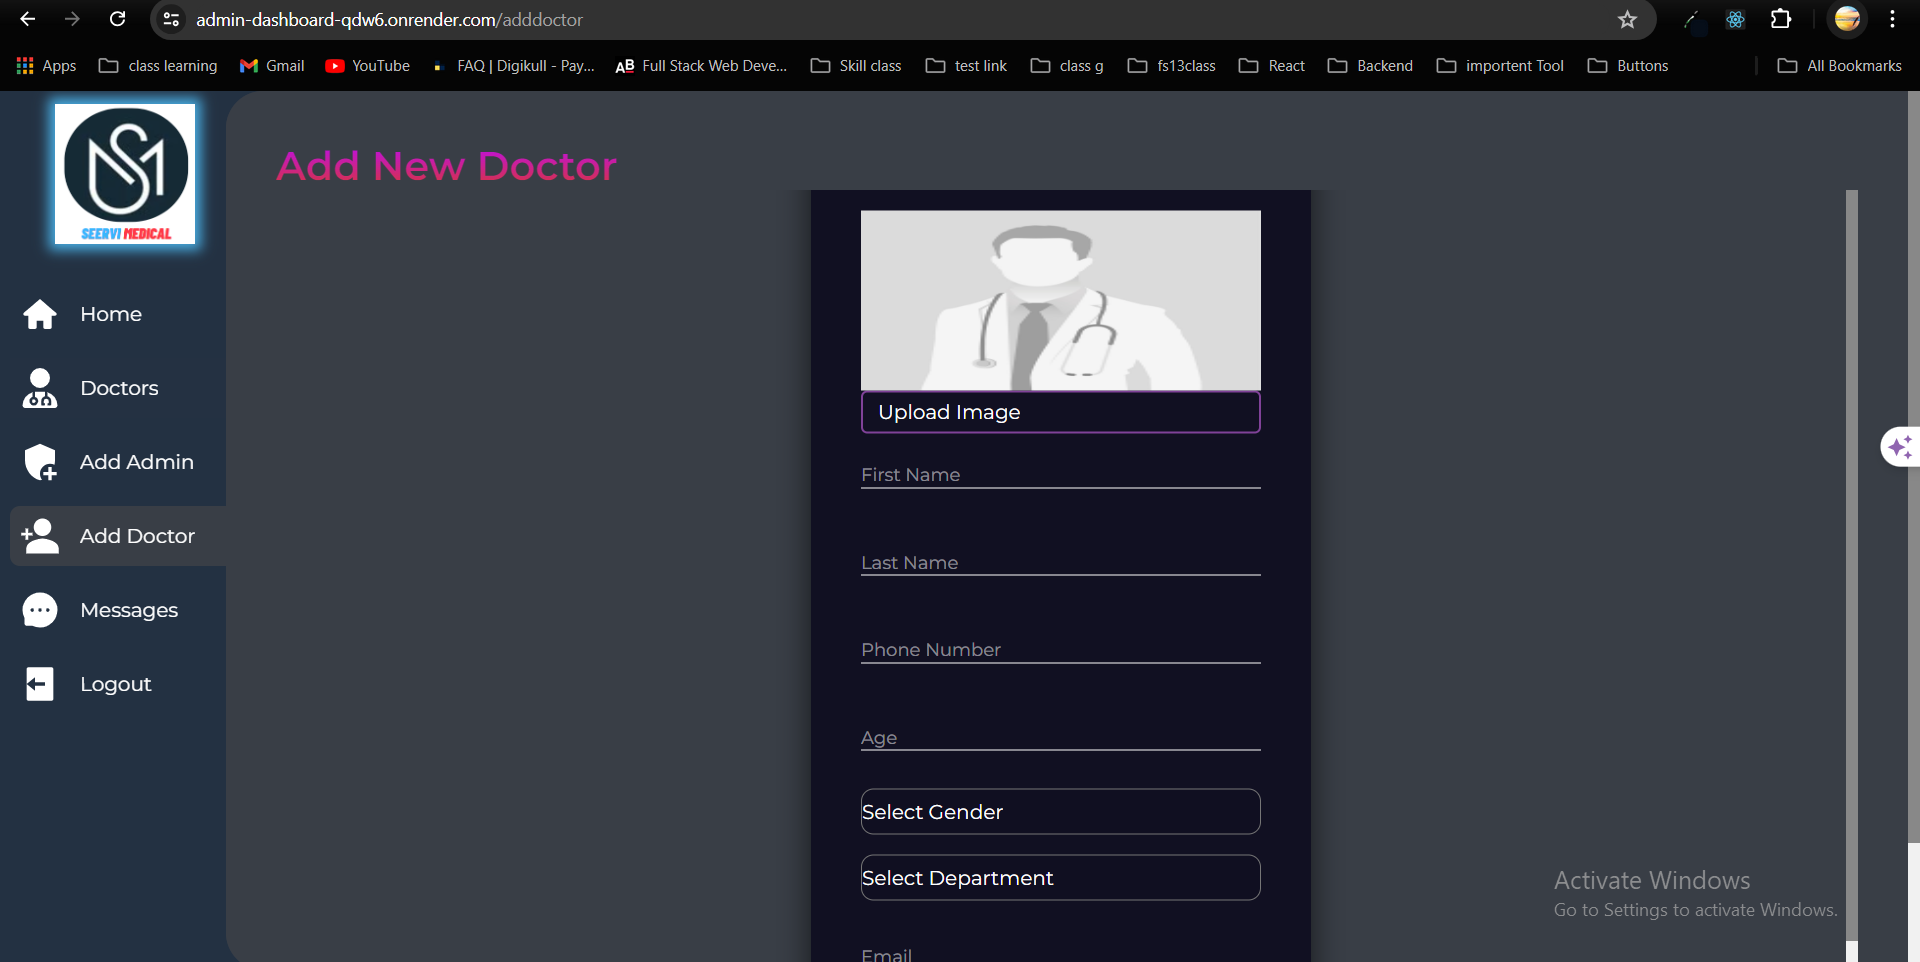 admin-dashboard-qdw6.onrender.com/adddoctor
Apps class learning Gmail YouTube FAQ | Digikull - Pay... AB Full Stack Web Deve... Skill class test link class g fs13class React Backend importent Tool Buttons All Bookmarks
SM
SEERVI MEDICAL
Home
Doctors
Add Admin
Add Doctor
Messages
Logout
Add New Doctor
Upload Image
First Name
Last Name
Phone Number
Age
Select Gender
Select Department
Email
Activate Windows
Go to Settings to activate Windows.